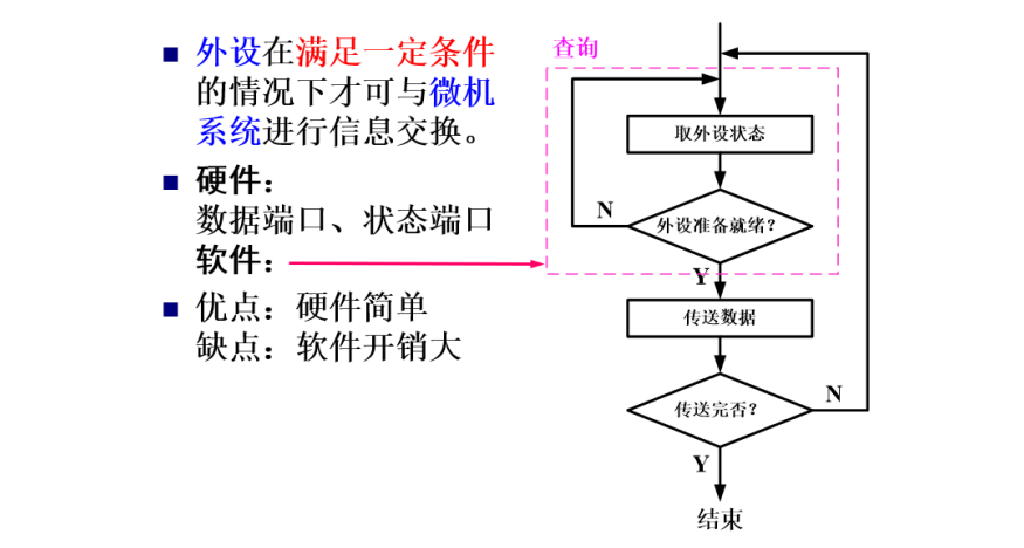 外设在满足一定条件
的情况下才可与微机
系统进行信息交换。
硬件：
数据端口、状态端口
软件：
优点：硬件简单
缺点：软件开销大
查询
取外设状态
外设准备就绪？
N
Y
传送数据
传送完否？
N
Y
结束